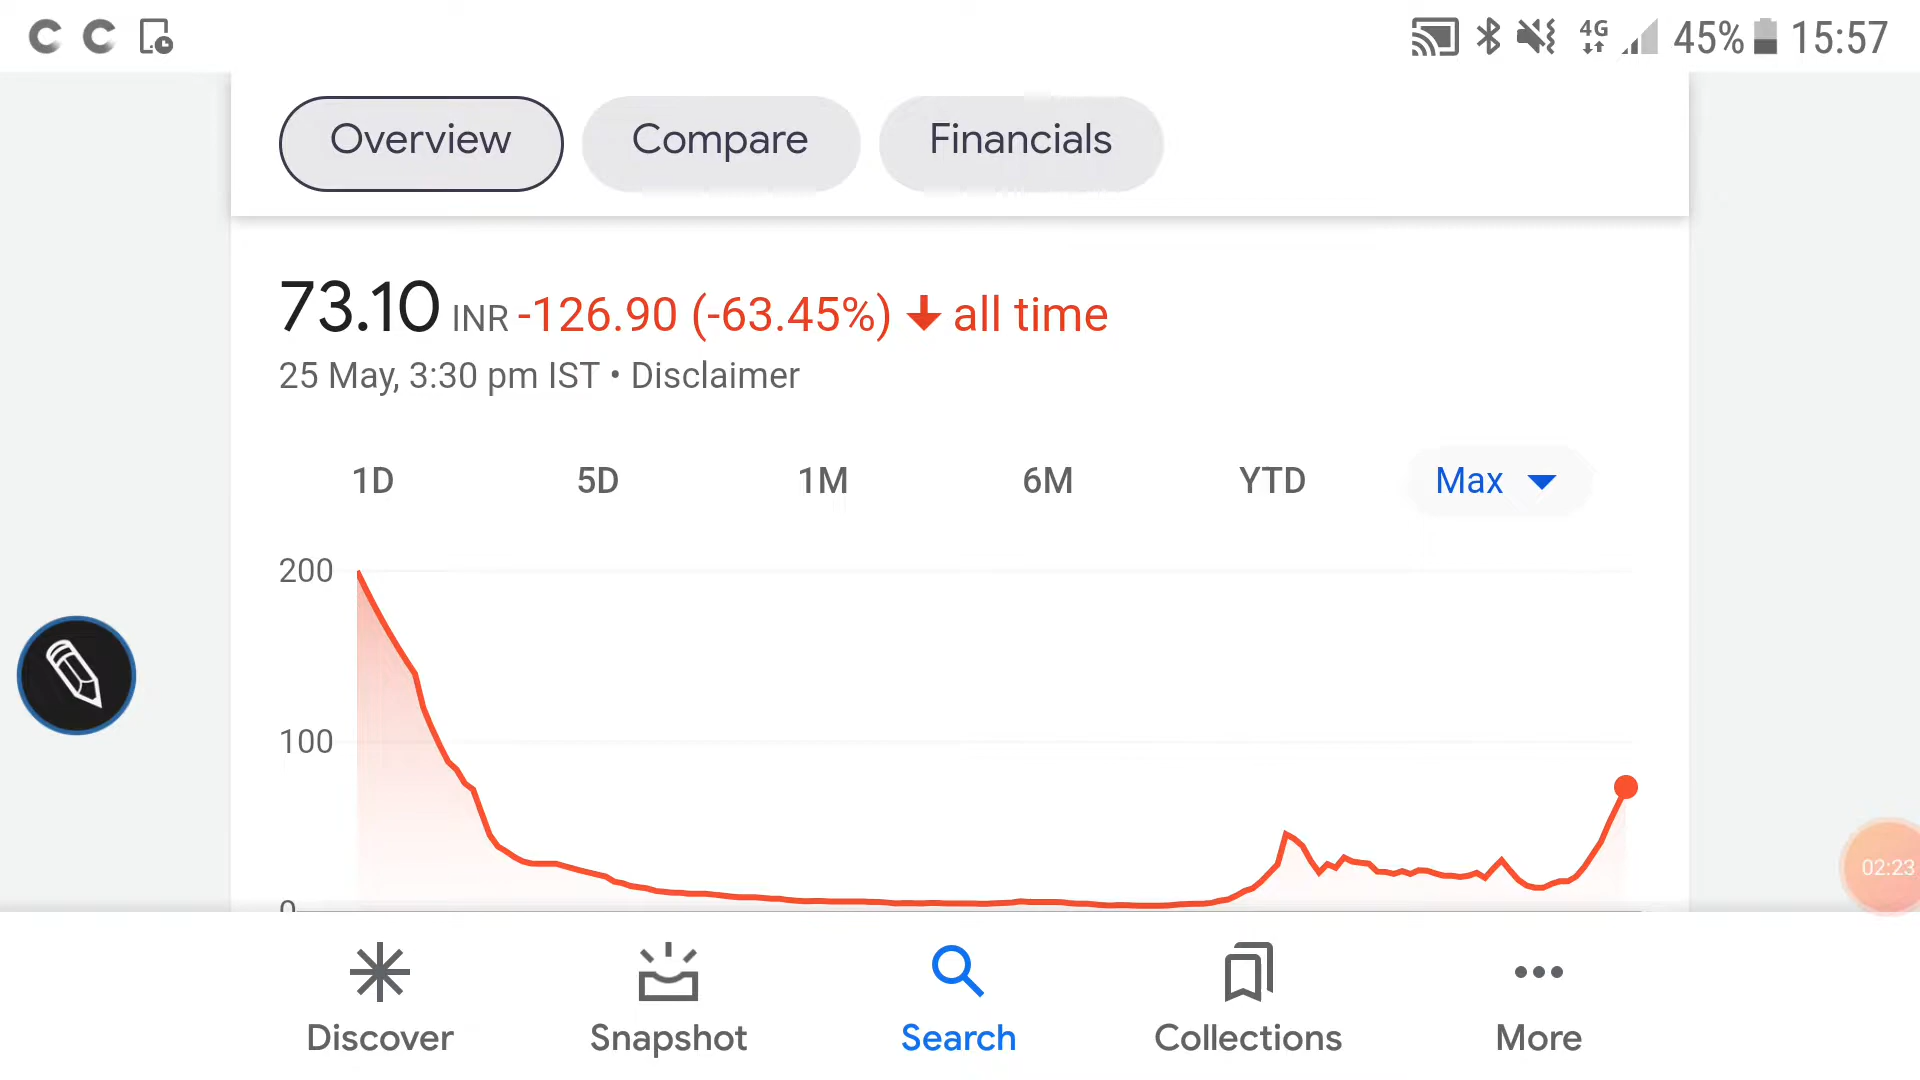 4G 45% 15:57
Overview Compare Financials
73.10 INR -126.90 (-63.45%) all time
25 May, 3:30 pm IST • Disclaimer
1D 5D 1M 6M YTD Max
200
100
0
02:23
Discover Snapshot Search Collections More